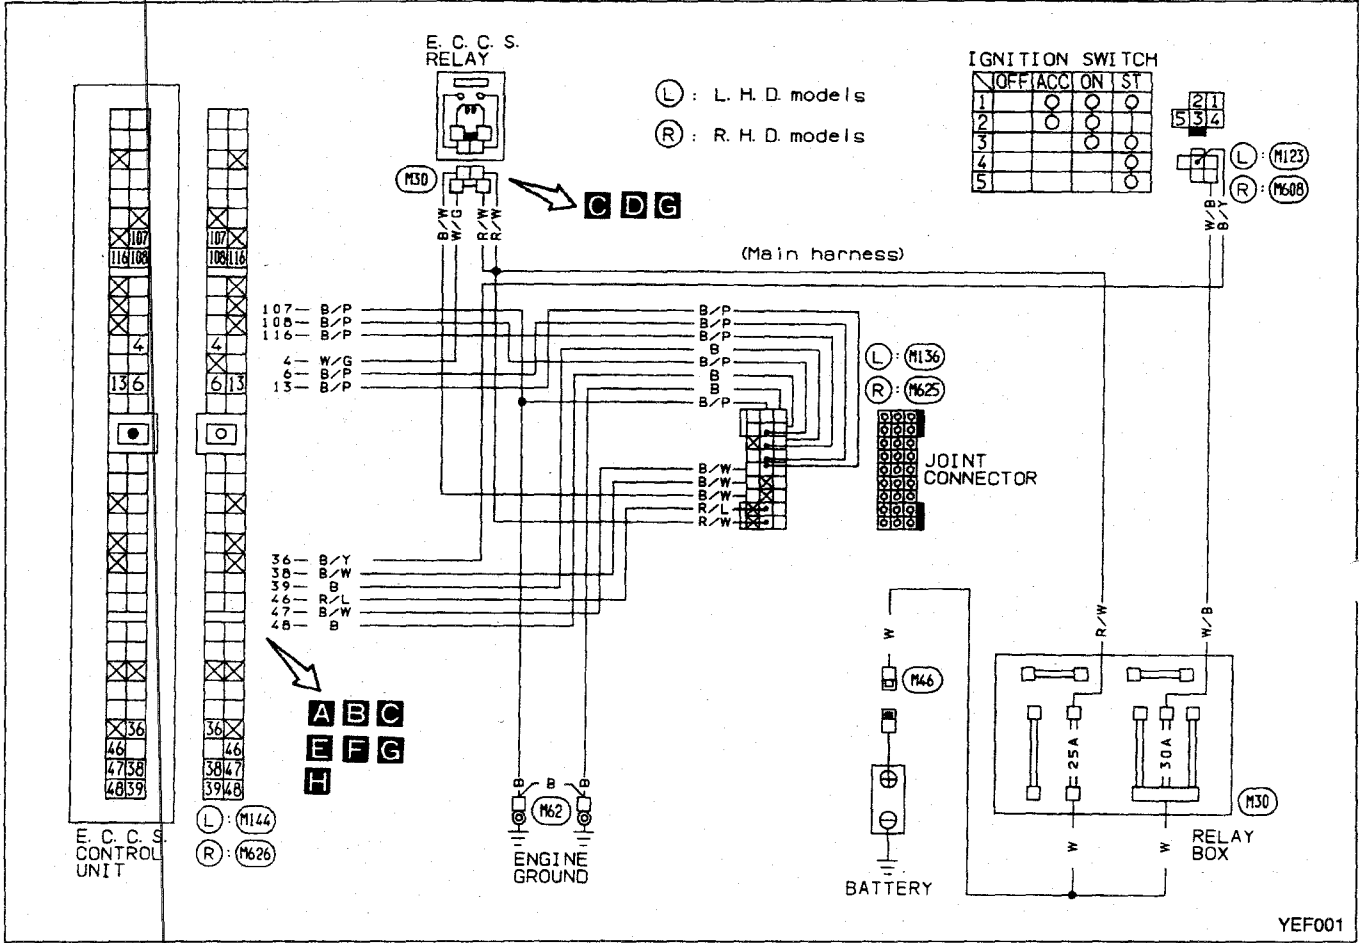 E. C. C. S.
RELAY
M30
B/W
W/G
R/W
R/W
C D G
L : L. H. D. models
R : R. H. D. models
IGNITION SWITCH
OFF ACC ON ST
1
2
3
4
5
2 1
5 3 4
L : M123
R : M608
W/B
B/Y
(Main harness)
107
116 108
4
13 6
36
46
47 38
48 39
107
108 116
4
6 13
36
46
38 47
39 48
107 — B/P
108 — B/P
116 — B/P
4 — W/G
6 — B/P
13 — B/P
B/P
B/P
B/P
B
B/P
B
B
B/P
L : M136
R : M625
JOINT
CONNECTOR
B/W
B/W
B/W
R/L
R/W
36 — B/Y
38 — B/W
39 — B
46 — R/L
47 — B/W
48 — B
A B C
E F G
H
E. C. C. S.
CONTROL
UNIT
L : M144
R : M626
B B B
M62
ENGINE
GROUND
W
M46
BATTERY
R/W
W/B
25A
30A
W
W
M30
RELAY
BOX
YEF001